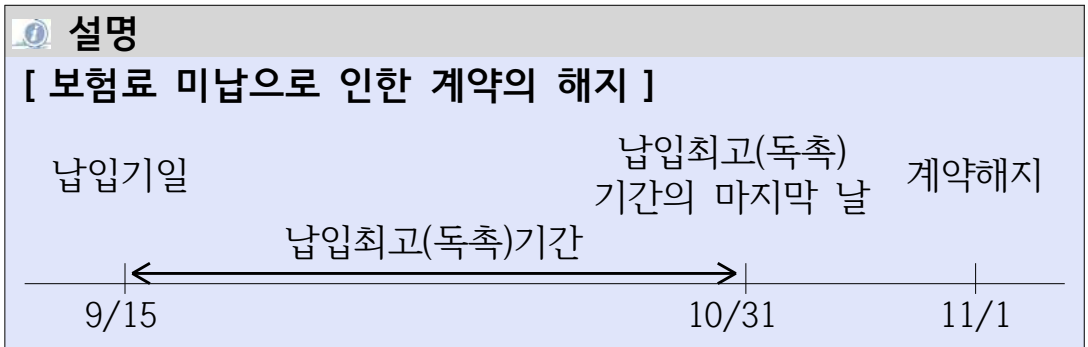 설명
[ 보험료 미납으로 인한 계약의 해지 ]
납입기일
납입최고(독촉)
기간의 마지막 날
계약해지
납입최고(독촉)기간
9/15
10/31
11/1